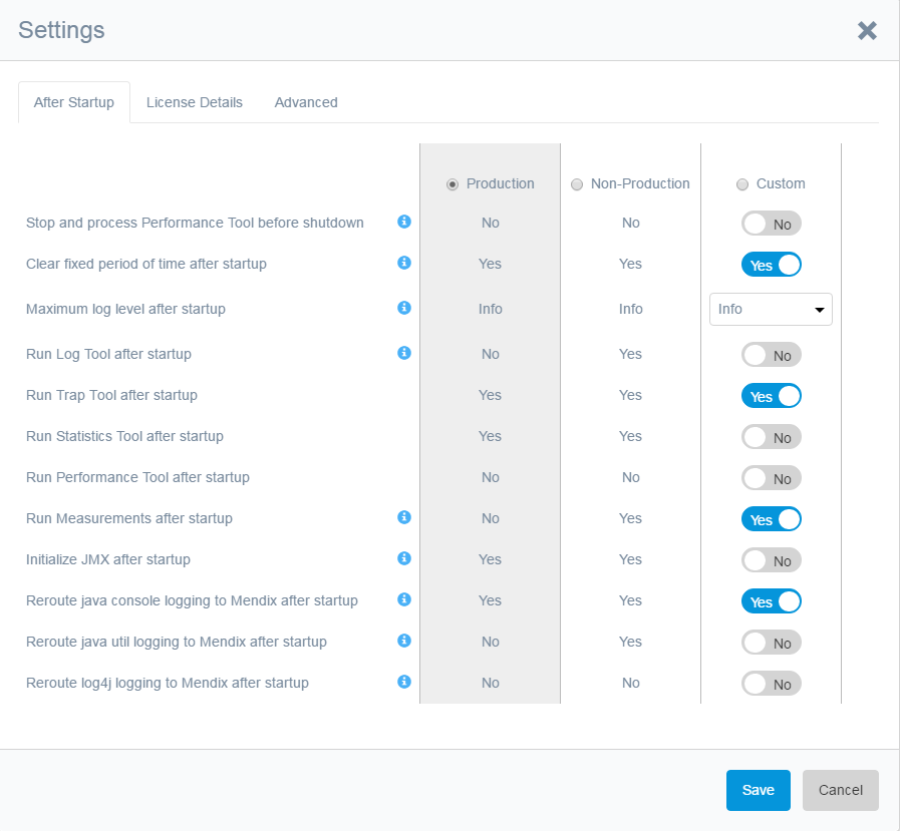 Settings
After Startup License Details Advanced
Production Non-Production Custom
Stop and process Performance Tool before shutdown No No No
Clear fixed period of time after startup Yes Yes Yes
Maximum log level after startup Info Info Info
Run Log Tool after startup No Yes No
Run Trap Tool after startup Yes Yes Yes
Run Statistics Tool after startup Yes Yes No
Run Performance Tool after startup No No No
Run Measurements after startup No Yes Yes
Initialize JMX after startup Yes Yes No
Reroute java console logging to Mendix after startup Yes Yes Yes
Reroute java util logging to Mendix after startup No Yes No
Reroute log4j logging to Mendix after startup No No No
Save Cancel